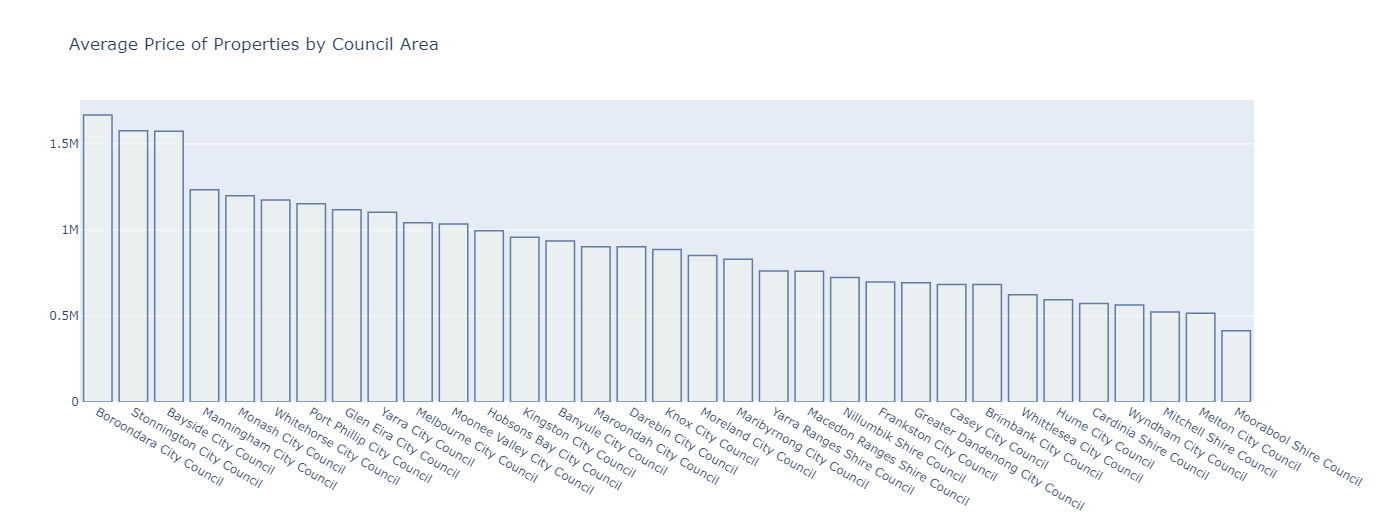 Average Price of Properties by Council Area
1.5M
1M
0.5M
0
Boroondara City Council
Stonnington City Council
Bayside City Council
Manningham City Council
Monash City Council
Whitehorse City Council
Port Phillip City Council
Glen Eira City Council
Yarra City Council
Melbourne City Council
Moonee Valley City Council
Hobsons Bay City Council
Kingston City Council
Banyule City Council
Maroondah City Council
Darebin City Council
Knox City Council
Moreland City Council
Maribyrnong City Council
Yarra Ranges Shire Council
Macedon Ranges Shire Council
Nillumbik Shire Council
Frankston City Council
Greater Dandenong City Council
Casey City Council
Brimbank City Council
Whittlesea City Council
Hume City Council
Cardinia Shire Council
Wyndham City Council
Mitchell Shire Council
Melton City Council
Moorabool Shire Council